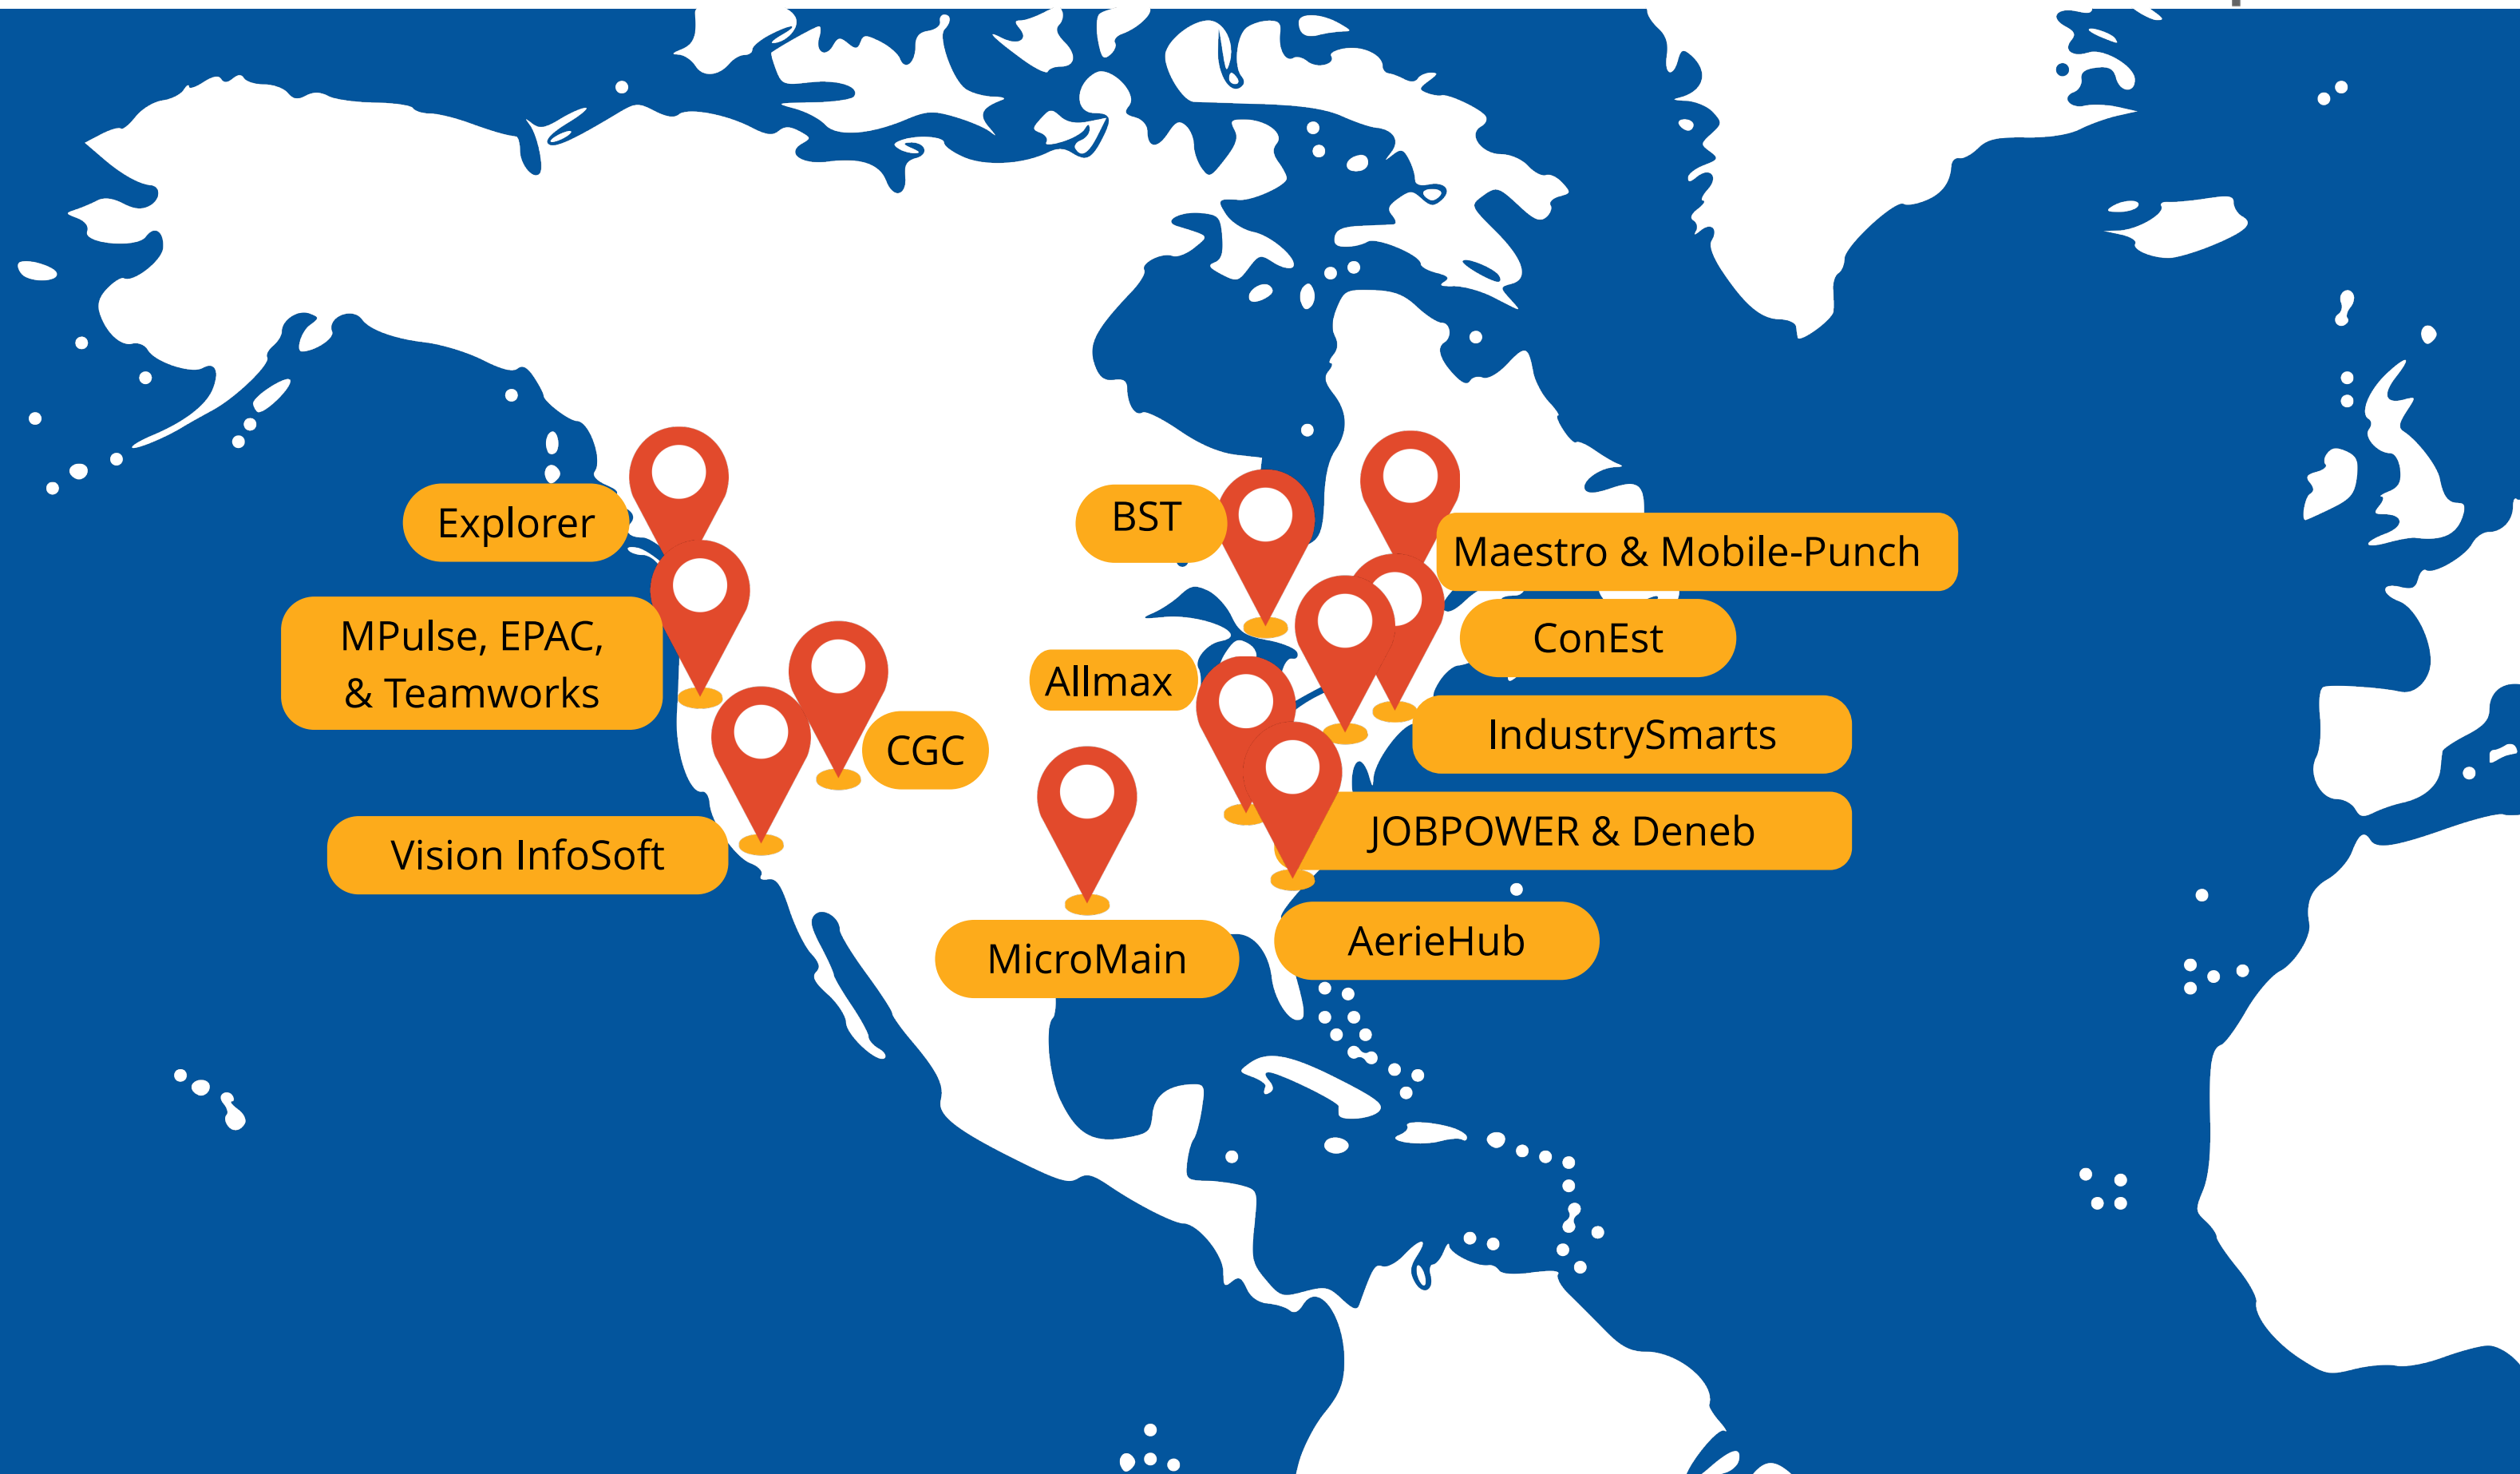 Explorer
BST
Maestro & Mobile-Punch
MPulse, EPAC,
& Teamworks
ConEst
Allmax
CGC
IndustrySmarts
Vision InfoSoft
JOBPOWER & Deneb
MicroMain
AerieHub